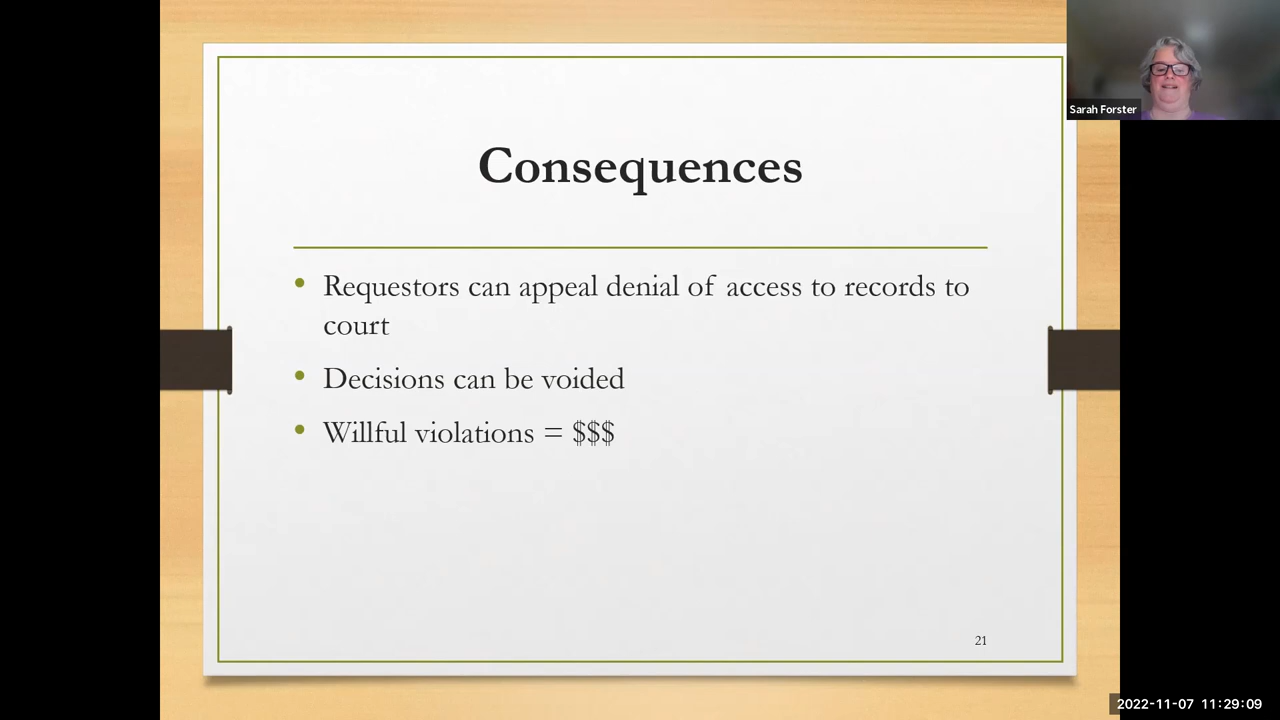 Consequences
• Requestors can appeal denial of access to records to
court
• Decisions can be voided
• Willful violations = $$$
21
Sarah Forster
2022-11-07 11:29:09